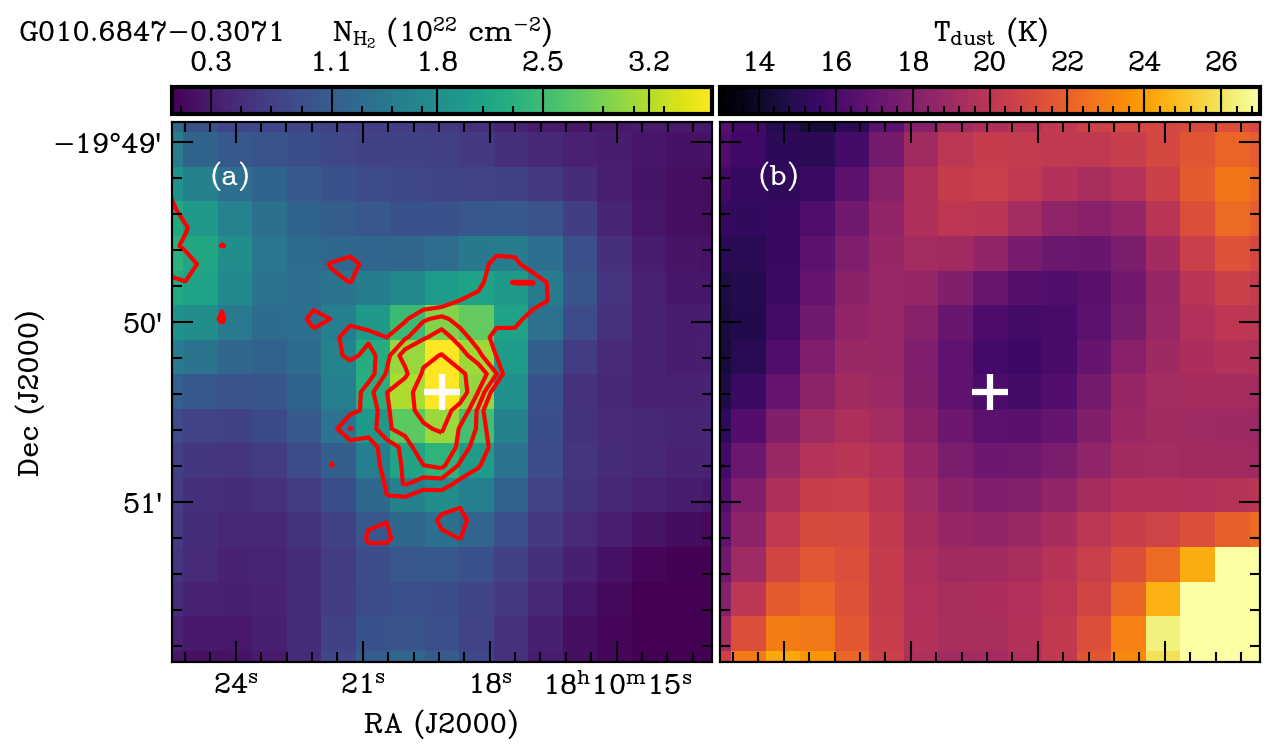 G010.6847−0.3071 N_H₂ (10²² cm⁻²) T_dust (K)
0.3 1.1 1.8 2.5 3.2 14 16 18 20 22 24 26
−19°49'
(a) (b)
50'
Dec (J2000)
51'
24ˢ 21ˢ 18ˢ 18ʰ10ᵐ15ˢ
RA (J2000)